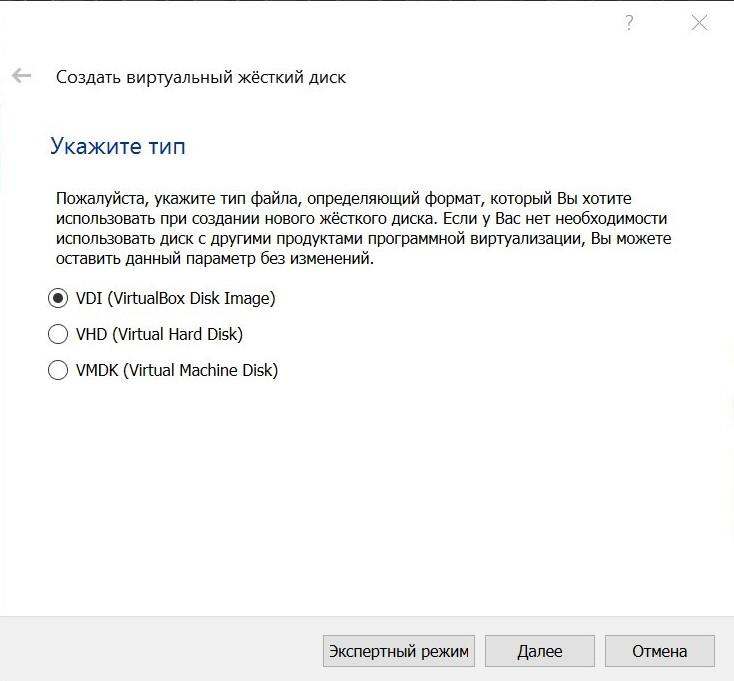 ?
Создать виртуальный жёсткий диск
Укажите тип
Пожалуйста, укажите тип файла, определяющий формат, который Вы хотите
использовать при создании нового жёсткого диска. Если у Вас нет необходимости
использовать диск с другими продуктами программной виртуализации, Вы можете
оставить данный параметр без изменений.
VDI (VirtualBox Disk Image)
VHD (Virtual Hard Disk)
VMDK (Virtual Machine Disk)
Экспертный режим Далее Отмена